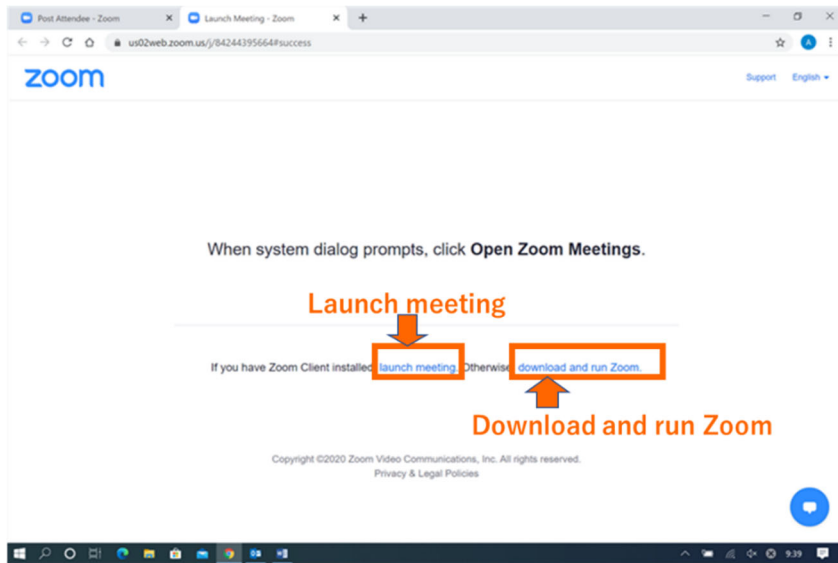 Post Attendee - Zoom
Launch Meeting - Zoom
us02web.zoom.us/j/84244395664#success
A
zoom
Support English
When system dialog prompts, click Open Zoom Meetings.
Launch meeting
If you have Zoom Client installed, launch meeting. Otherwise, download and run Zoom.
Download and run Zoom
Copyright ©2020 Zoom Video Communications, Inc. All rights reserved.
Privacy & Legal Policies
9:39